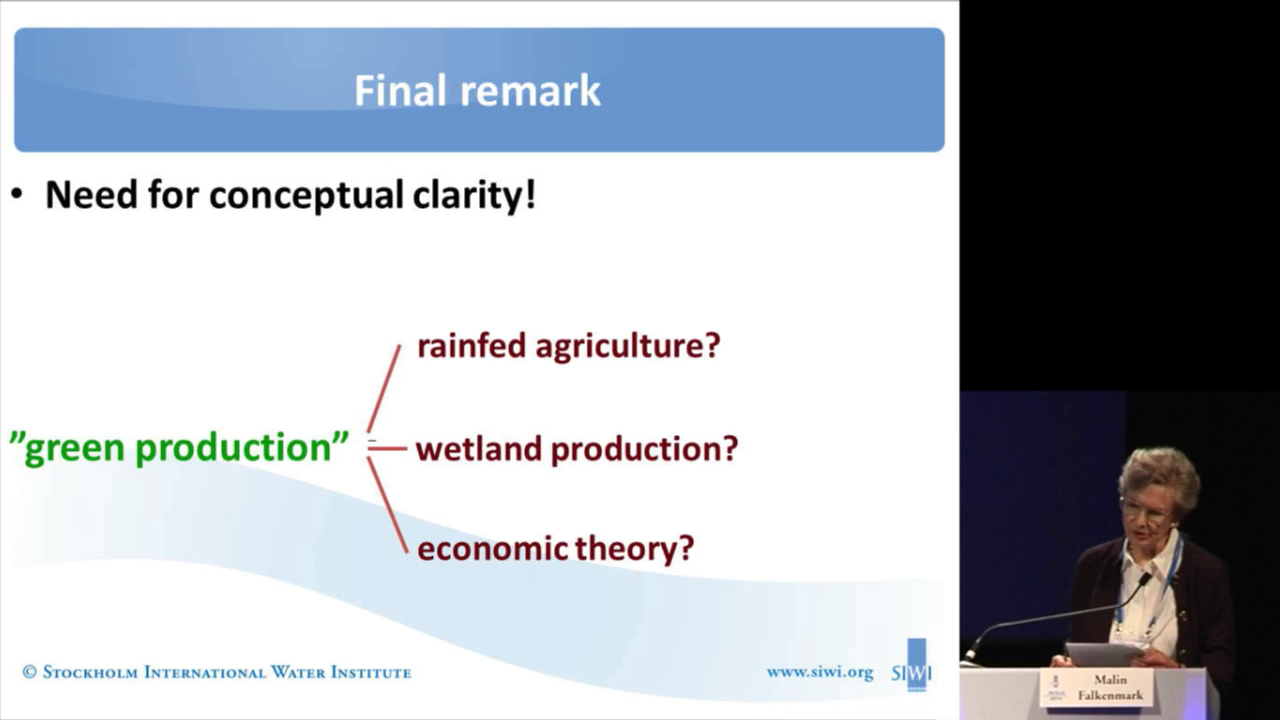 Final remark
• Need for conceptual clarity!
rainfed agriculture?
”green production”
wetland production?
economic theory?
© Stockholm International Water Institute
www.siwi.org
SIWI
Malin
Falkenmark